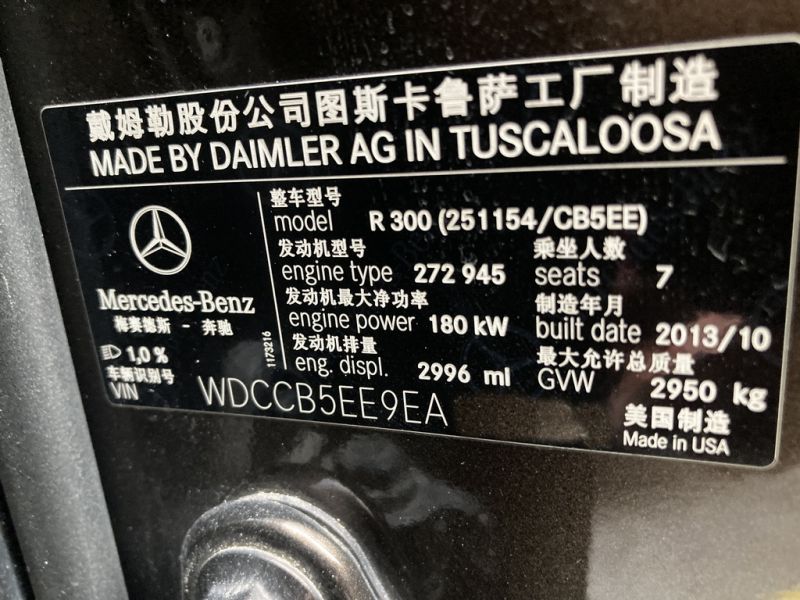 戴姆勒股份公司图斯卡鲁萨工厂制造
MADE BY DAIMLER AG IN TUSCALOOSA
Mercedes-Benz
梅赛德斯-奔驰
1,0 %
1173216
整车型号
model R 300 (251154/CB5EE)
发动机型号 乘坐人数
engine type 272 945 seats 7
发动机最大净功率 制造年月
engine power 180 kW built date 2013/10
发动机排量 最大允许总质量
eng. displ. 2996 ml GVW 2950 kg
车辆识别号
VIN WDCCB5EE9EA
美国制造
Made in USA